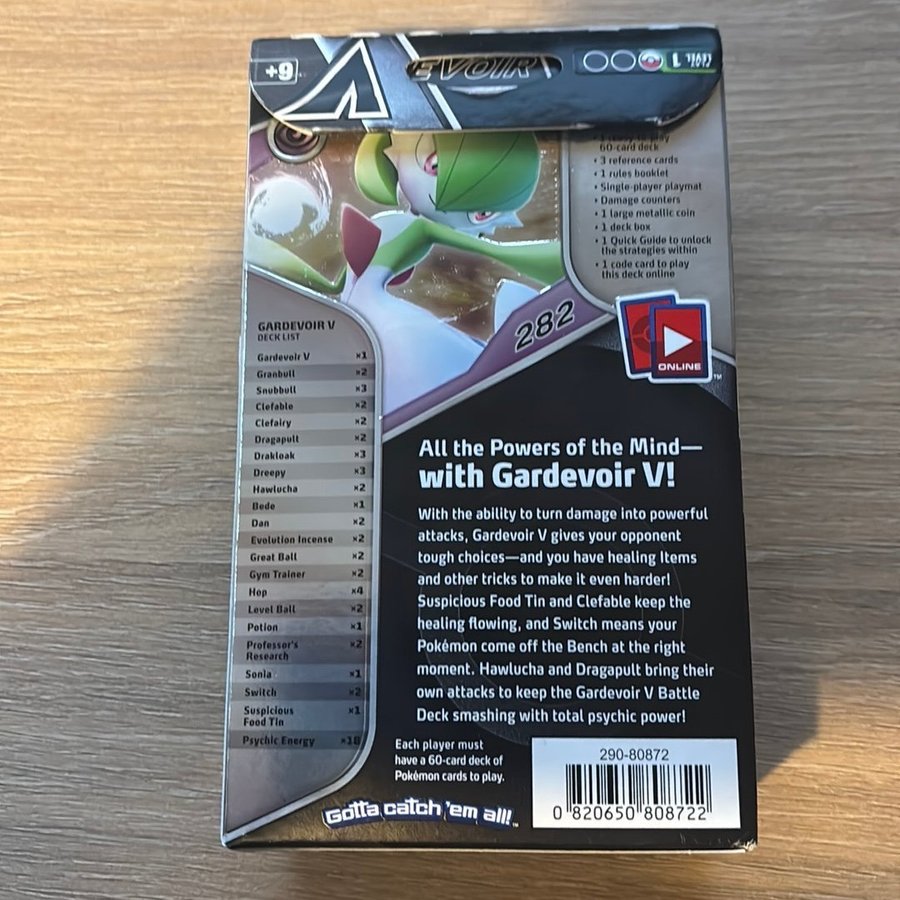 +6
EVOIR
PLAY
LEVEL 1
• 1 ready-to-play
60-card deck
• 3 reference cards
• 1 rules booklet
• Single-player playmat
• Damage counters
• 1 large metallic coin
• 1 deck box
• 1 Quick Guide to unlock
the strategies within
• 1 code card to play
this deck online
282
ONLINE
TM
GARDEVOIR V
DECK LIST
Gardevoir V ×1
Granbull ×2
Snubbull ×3
Clefable ×2
Clefairy ×2
Dragapult ×2
Drakloak ×3
Dreepy ×3
Hawlucha ×2
Bede ×1
Dan ×2
Evolution Incense ×2
Great Ball ×2
Gym Trainer ×2
Hop ×4
Level Ball ×2
Potion ×1
Professor's
Research ×2
Sonia ×1
Switch ×2
Suspicious
Food Tin ×1
Psychic Energy ×18
All the Powers of the Mind—
with Gardevoir V!
With the ability to turn damage into powerful
attacks, Gardevoir V gives your opponent
tough choices—and you have healing Items
and other tricks to make it even harder!
Suspicious Food Tin and Clefable keep the
healing flowing, and Switch means your
Pokémon come off the Bench at the right
moment. Hawlucha and Dragapult bring their
own attacks to keep the Gardevoir V Battle
Deck smashing with total psychic power!
Each player must
have a 60-card deck of
Pokémon cards to play.
Gotta catch 'em all!
TM
290-80872
0 820650 808722